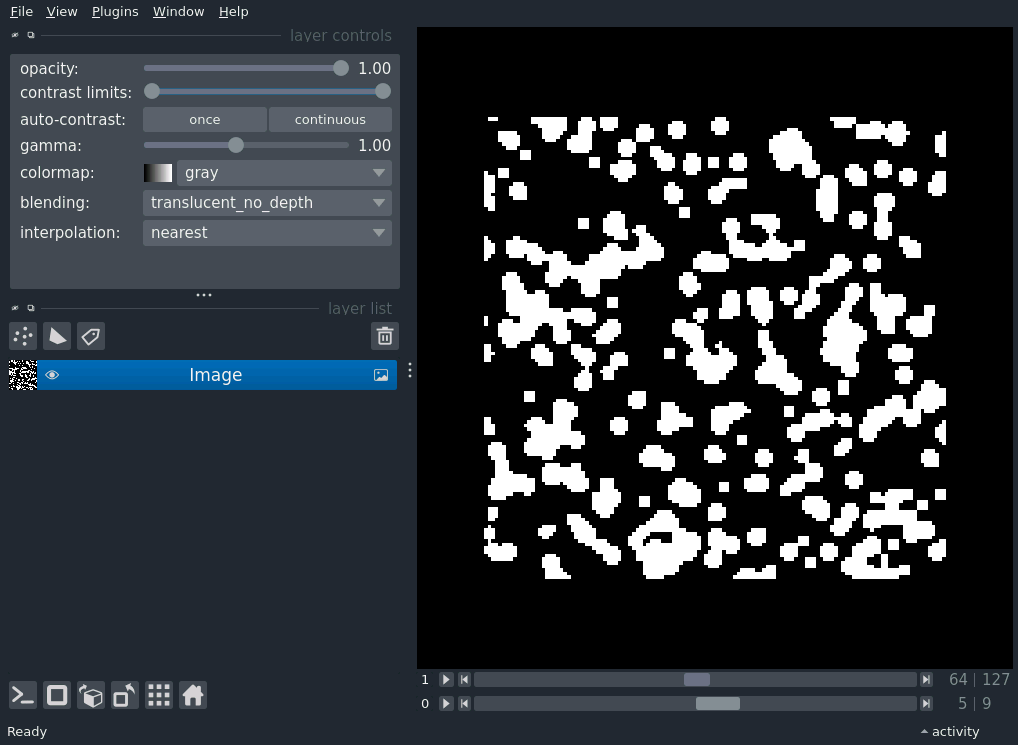 File View Plugins Window Help
layer controls
opacity: 1.00
contrast limits:
auto-contrast: once continuous
gamma: 1.00
colormap: gray
blending: translucent_no_depth
interpolation: nearest
layer list
Image
1 64 | 127
0 5 | 9
Ready activity